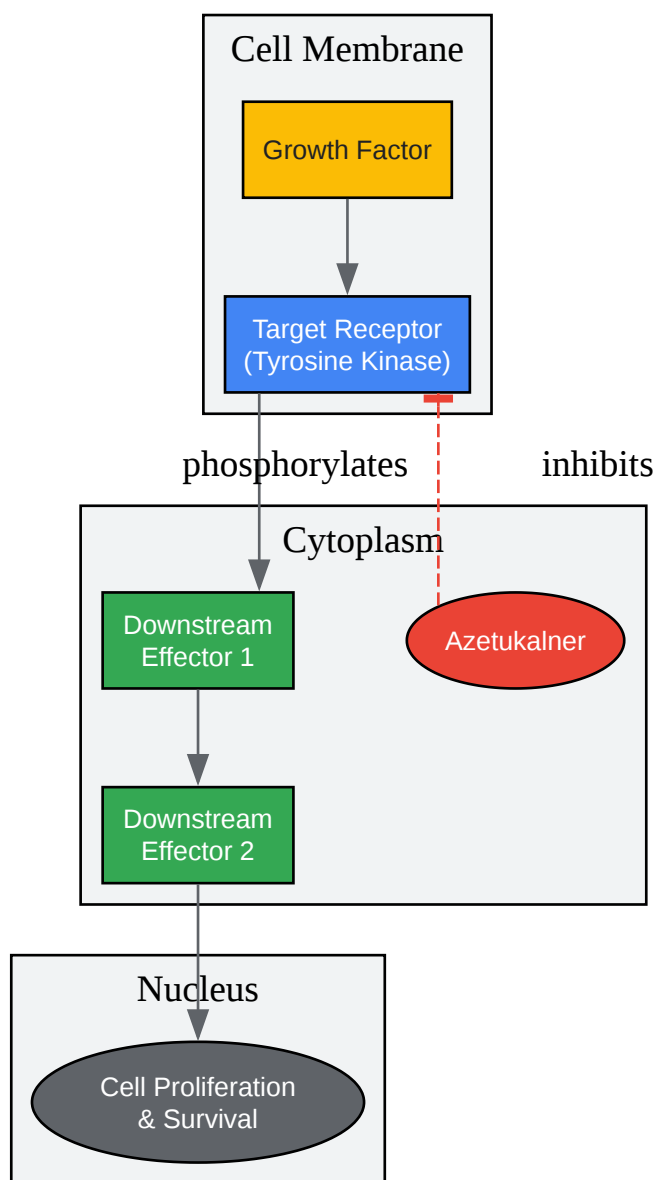 Cell Membrane
Growth Factor
Target Receptor
(Tyrosine Kinase)
phosphorylates
inhibits
Cytoplasm
Downstream
Effector 1
Azetukalner
Downstream
Effector 2
Nucleus
Cell Proliferation
& Survival